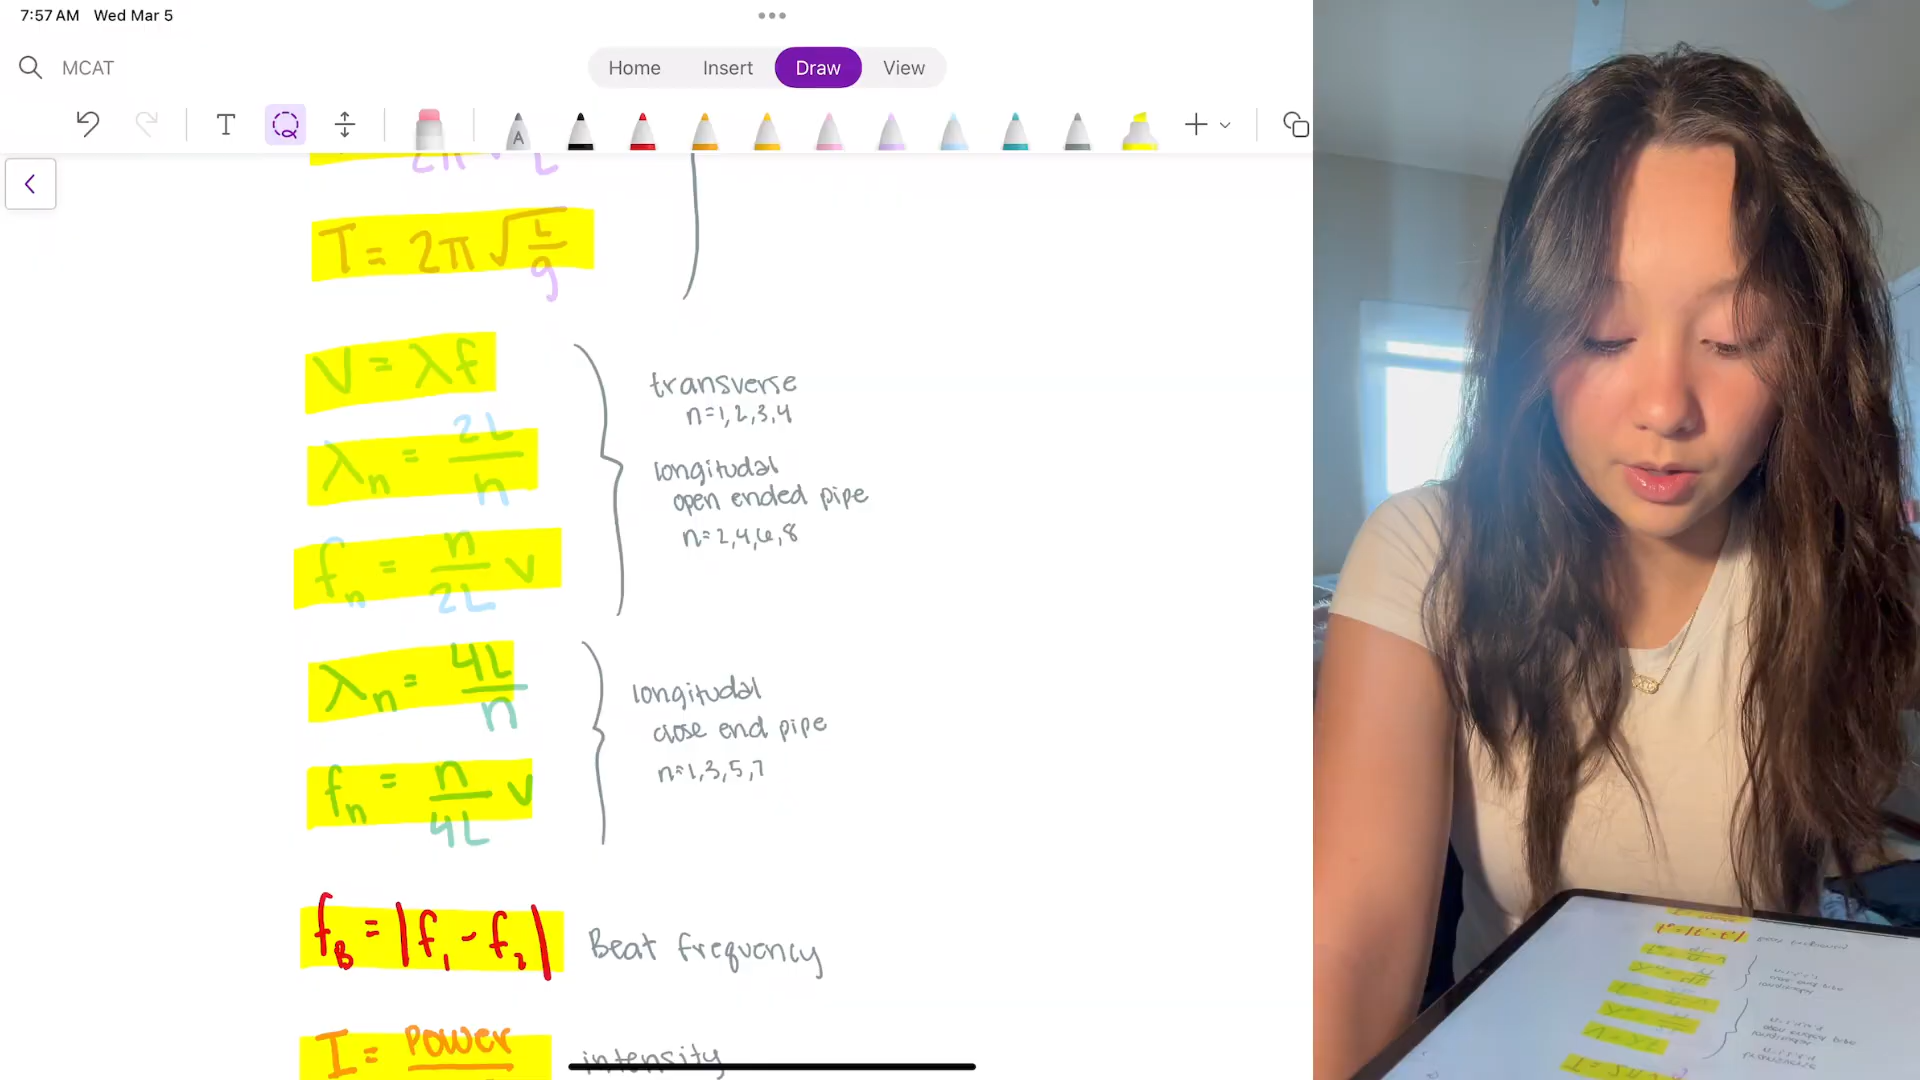 7:57 AM Wed Mar 5
MCAT
Home Insert Draw View
T A
2π L
T = 2π √L/g
V = λf
transverse
n=1,2,3,4
λn = 2L/n
longitudal
open ended pipe
n=2,4,6,8
fn = n/2L v
λn = 4L/n
longitudal
close end pipe
n=1,3,5,7
fn = n/4L v
fB = |f1 - f2| Beat frequency
I = Power intensity